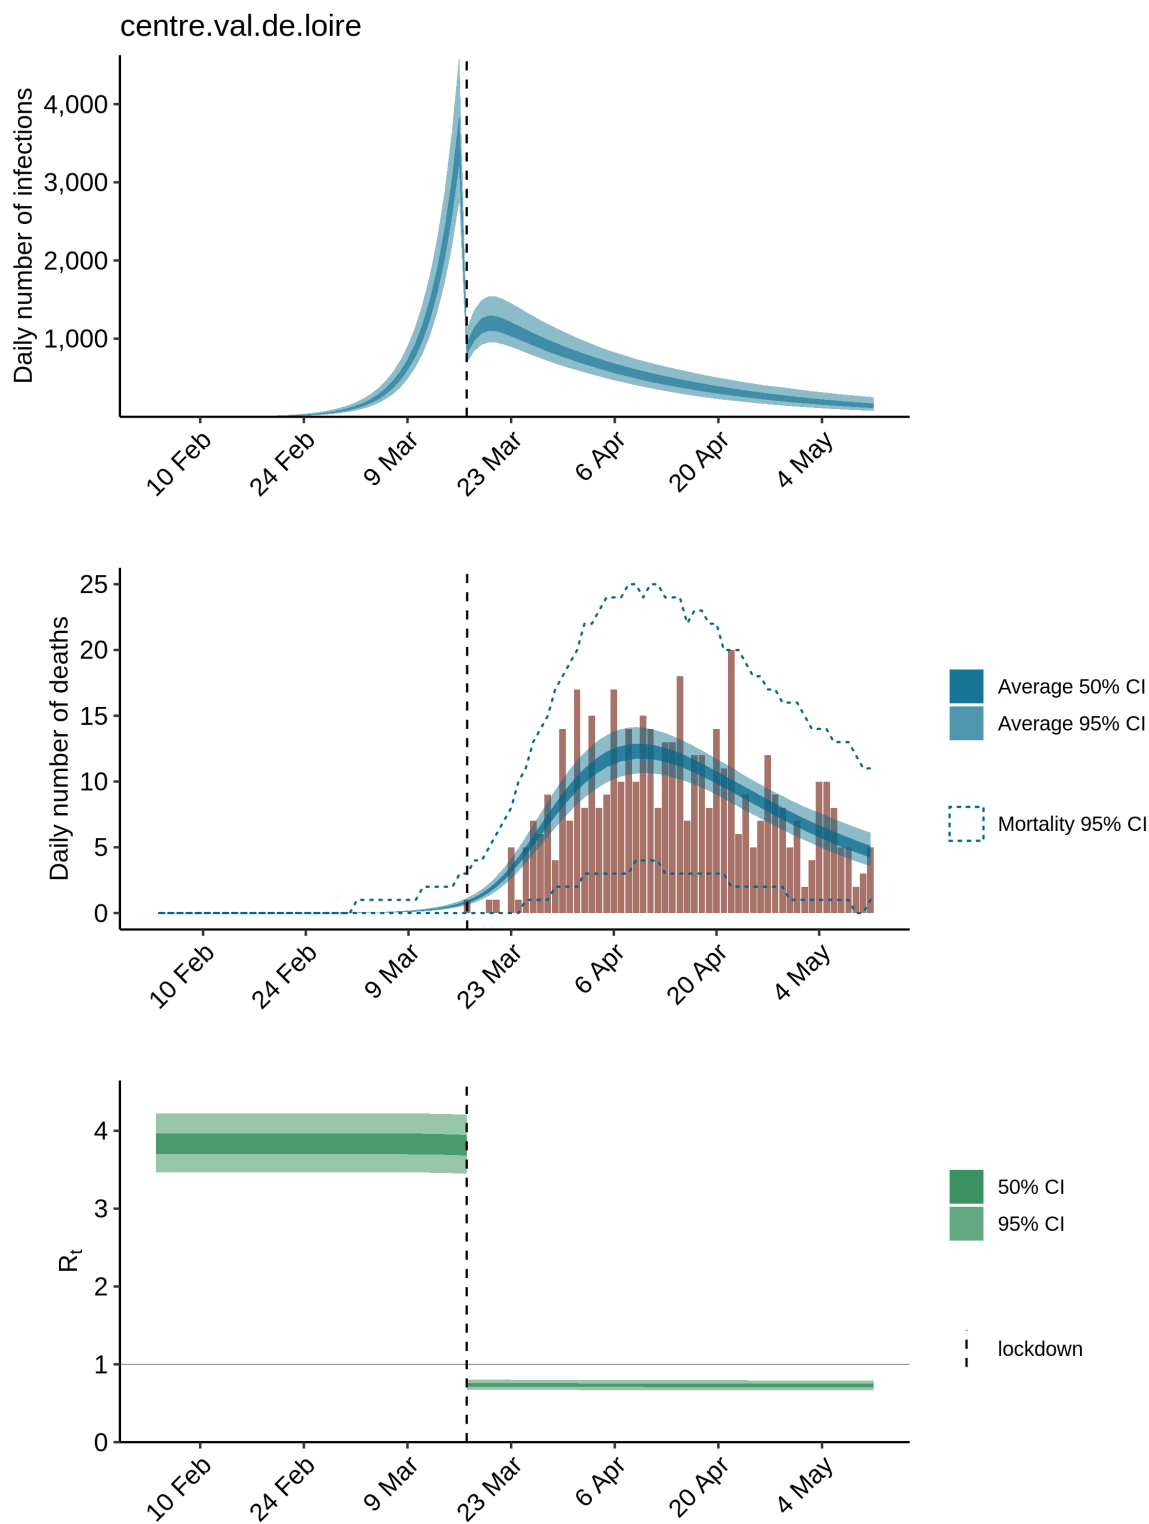 centre.val.de.loire
Daily number of infections
4,000
3,000
2,000
1,000
10 Feb
24 Feb
9 Mar
23 Mar
6 Apr
20 Apr
4 May
Daily number of deaths
25
20
15
10
5
0
10 Feb
24 Feb
9 Mar
23 Mar
6 Apr
20 Apr
4 May
Average 50% CI
Average 95% CI
Mortality 95% CI
Rt
4
3
2
1
0
10 Feb
24 Feb
9 Mar
23 Mar
6 Apr
20 Apr
4 May
50% CI
95% CI
lockdown